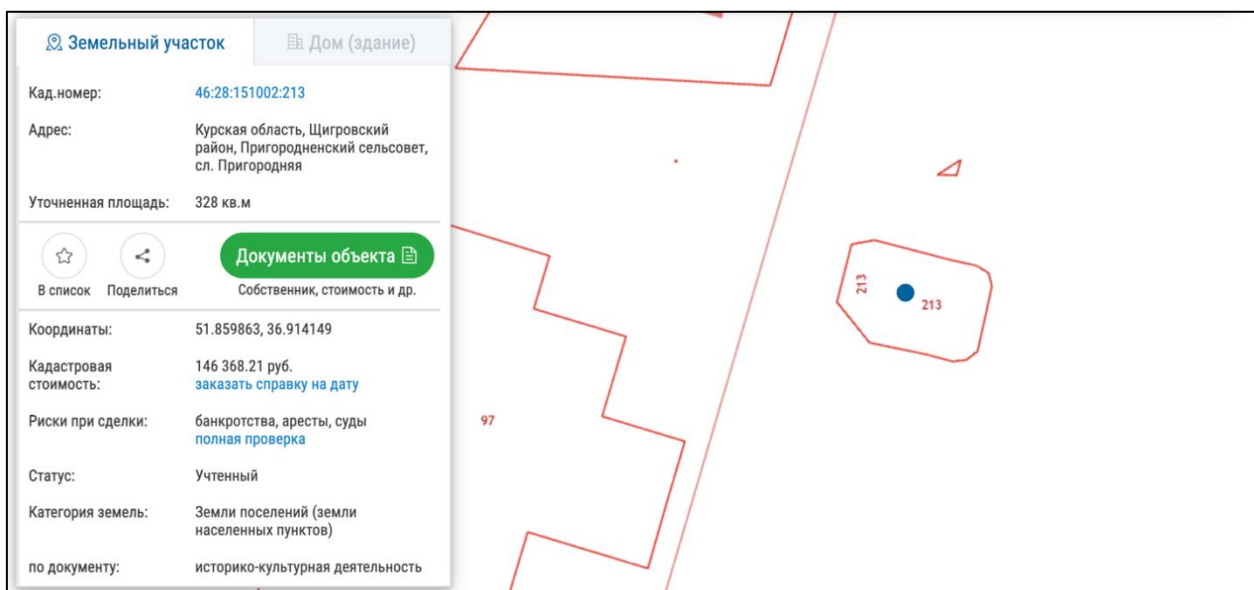 Земельный участок
Дом (здание)
Кад.номер: 46:28:151002:213
Адрес: Курская область, Щигровский
район, Пригородненский сельсовет,
сл. Пригородняя
Уточненная площадь: 328 кв.м
Документы объекта
В список Поделиться Собственник, стоимость и др.
Координаты: 51.859863, 36.914149
Кадастровая 146 368.21 руб.
стоимость: заказать справку на дату
Риски при сделки: банкротства, аресты, суды
полная проверка
Статус: Учтенный
Категория земель: Земли поселений (земли
населенных пунктов)
по документу: историко-культурная деятельность
213
213
97